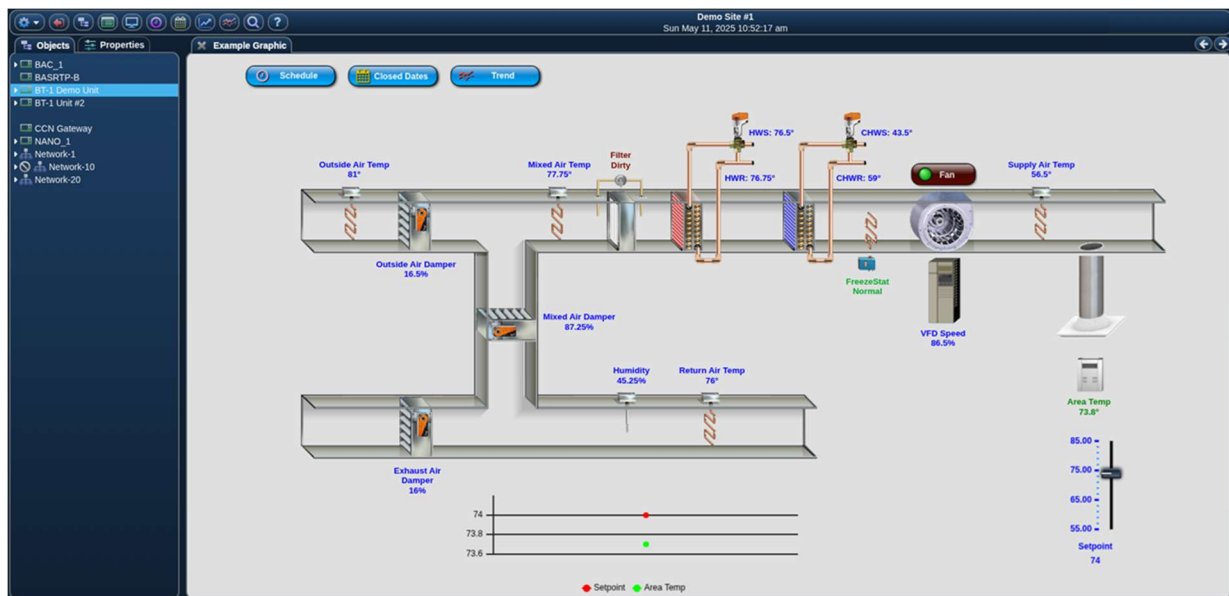 Demo Site #1
Sun May 11, 2025 10:52:17 am
Objects
Properties
Example Graphic
BAC_1
BASRTP-B
BT-1 Demo Unit
BT-1 Unit #2
CCN Gateway
NANO_1
Network-1
Network-10
Network-20
Schedule
Closed Dates
Trend
HWS: 76.5°
CHWS: 43.5°
Outside Air Temp
81°
Mixed Air Temp
77.75°
Filter
Dirty
HWR: 76.75°
CHWR: 59°
Fan
Supply Air Temp
56.5°
Outside Air Damper
16.5%
FreezeStat
Normal
Mixed Air Damper
87.25%
VFD Speed
86.5%
Humidity
45.25%
Return Air Temp
76°
Area Temp
73.8°
Exhaust Air
Damper
16%
85.00
75.00
65.00
55.00
Setpoint
74
74
73.8
73.6
Setpoint
Area Temp